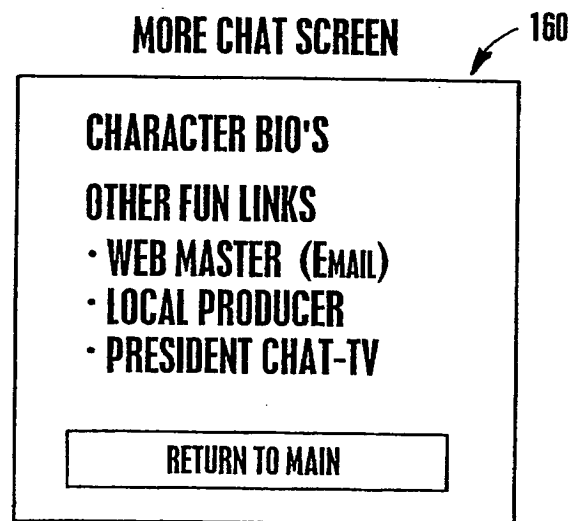 MORE CHAT SCREEN
160
CHARACTER BIO'S
OTHER FUN LINKS
· WEB MASTER (EMAIL)
· LOCAL PRODUCER
· PRESIDENT CHAT-TV
RETURN TO MAIN